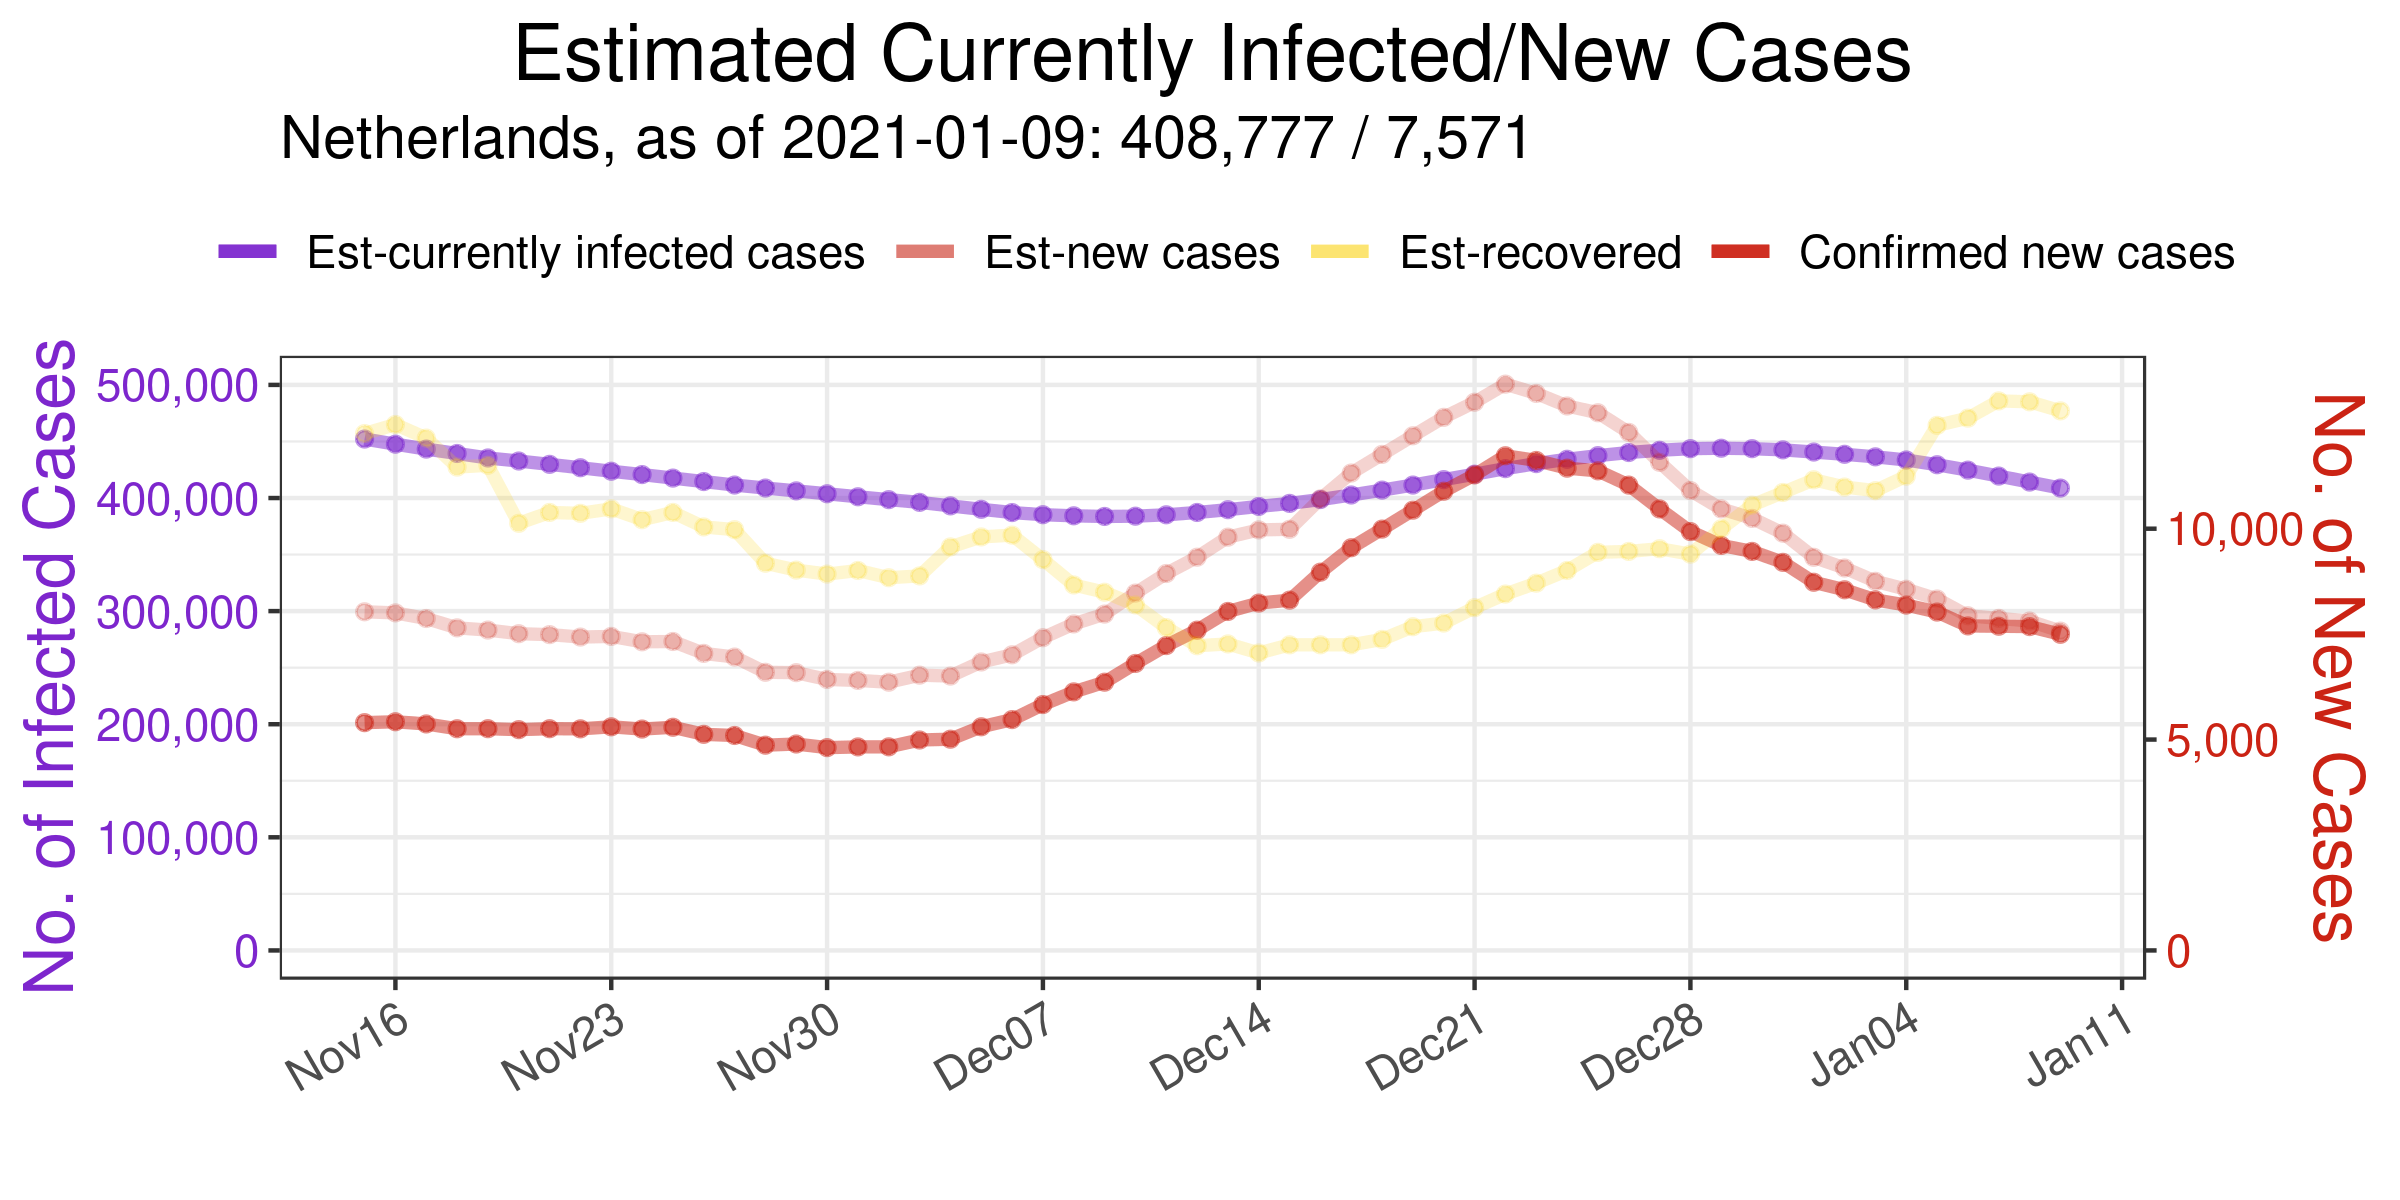 Estimated Currently Infected/New Cases
Netherlands, as of 2021-01-09: 408,777 / 7,571
Est-currently infected cases Est-new cases Est-recovered Confirmed new cases
No. of Infected Cases
500,000
400,000
300,000
200,000
100,000
0
10,000
5,000
0
No. of New Cases
Nov16 Nov23 Nov30 Dec07 Dec14 Dec21 Dec28 Jan04 Jan11